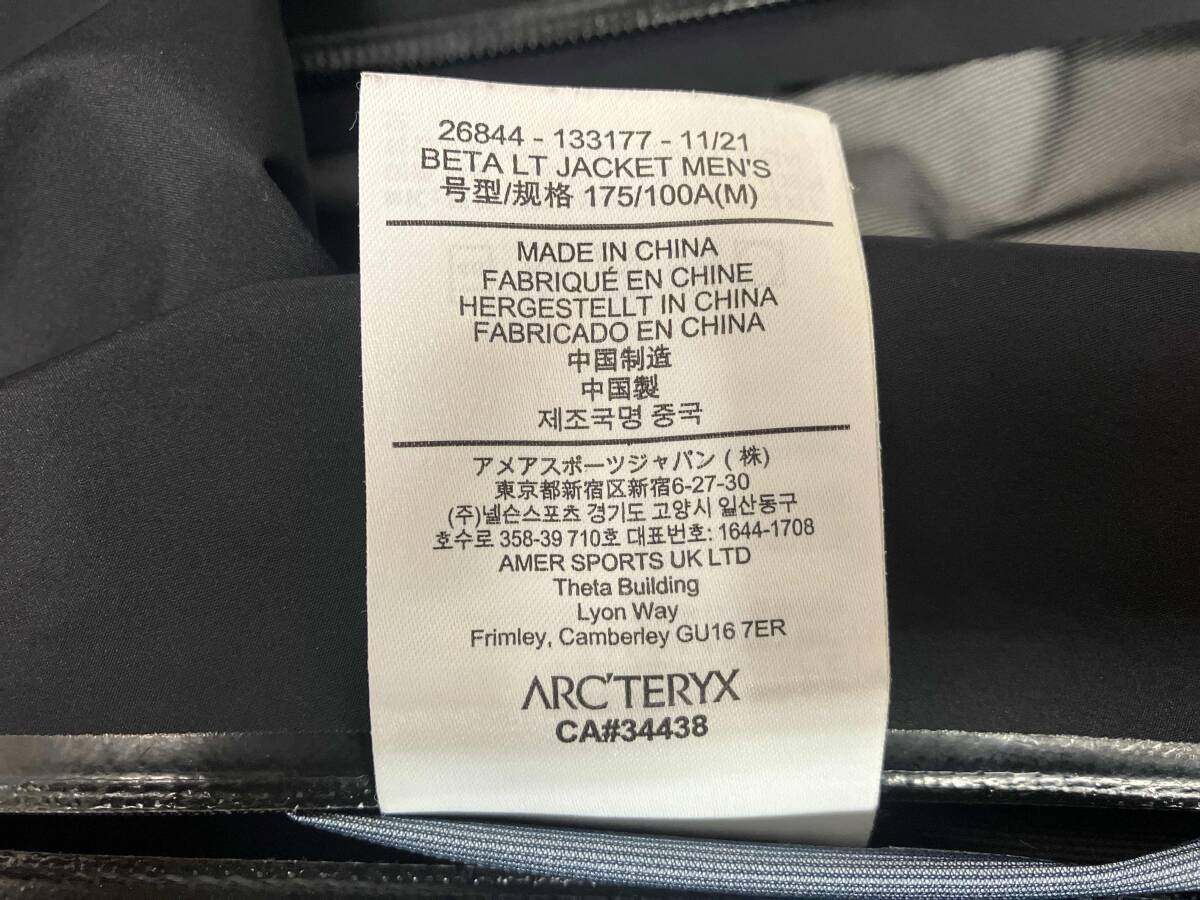 26844 - 133177 - 11/21
BETA LT JACKET MEN'S
号型/规格 175/100A(M)
MADE IN CHINA
FABRIQUÉ EN CHINE
HERGESTELLT IN CHINA
FABRICADO EN CHINA
中国制造
中国製
제조국명 중국
アメアスポーツジャパン ( 株)
東京都新宿区新宿6-27-30
(주)넬슨스포츠 경기도 고양시 일산동구
호수로 358-39 710호 대표번호: 1644-1708
AMER SPORTS UK LTD
Theta Building
Lyon Way
Frimley, Camberley GU16 7ER
ARC'TERYX
CA#34438